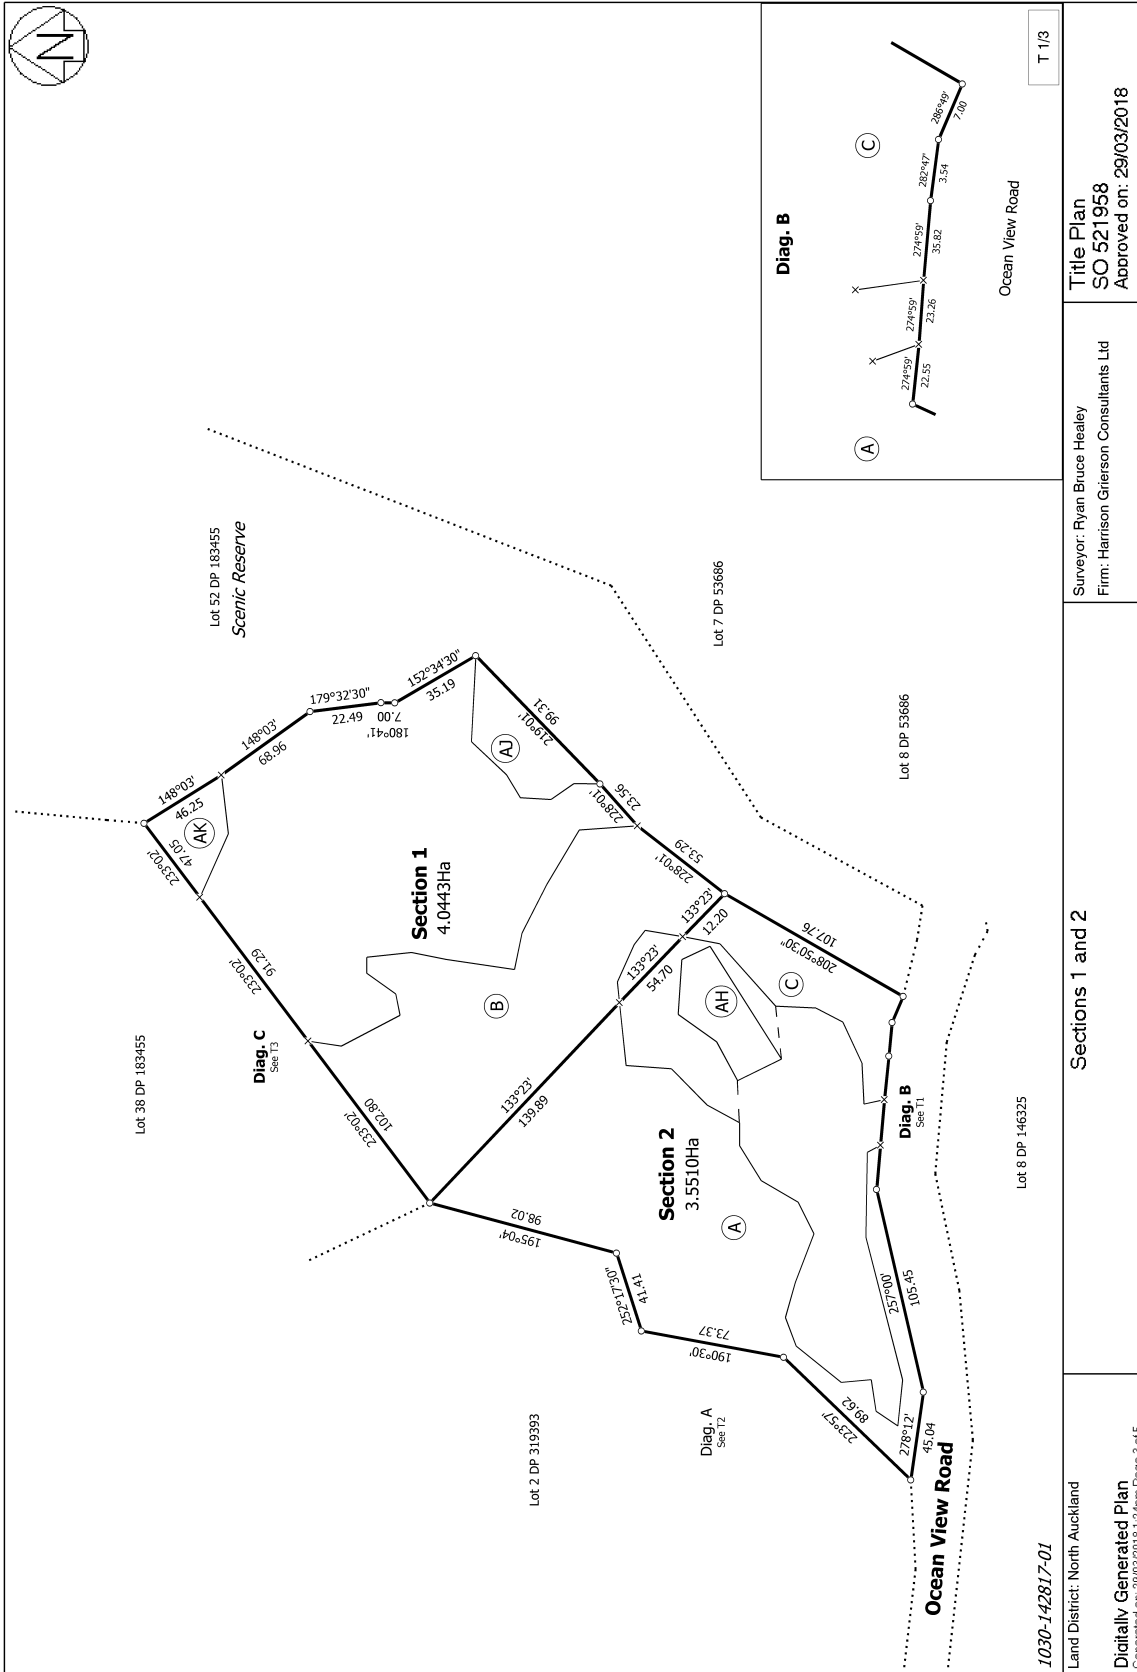 N
T 1/3
Diag. B
A
C
274°59'
22.55
274°59'
23.26
274°59'
35.82
282°47'
3.54
286°49'
7.00
Ocean View Road
Lot 52 DP 183455
Scenic Reserve
Lot 38 DP 183455
Lot 7 DP 53686
Lot 8 DP 53686
Lot 2 DP 319393
Lot 8 DP 146325
148°03'
46.25
148°03'
68.96
179°32'30"
22.49
180°41'
7.00
152°34'30"
35.19
219°01'
99.31
228°01'
23.56
228°01'
53.29
208°50'30"
107.76
233°02'
47.05
233°02'
91.29
233°02'
102.80
AK
AJ
Section 1
4.0443Ha
B
Diag. C
See T3
133°23'
139.89
133°23'
54.70
133°23'
12.20
AH
C
Section 2
3.5510Ha
A
195°04'
98.02
252°17'30"
41.41
190°30'
73.37
223°57'
89.62
278°12'
45.04
257°00'
105.45
Diag. A
See T2
Diag. B
See T1
Ocean View Road
1030-142817-01
Land District: North Auckland
Digitally Generated Plan
Sections 1 and 2
Surveyor: Ryan Bruce Healey
Firm: Harrison Grierson Consultants Ltd
Title Plan
SO 521958
Approved on: 29/03/2018